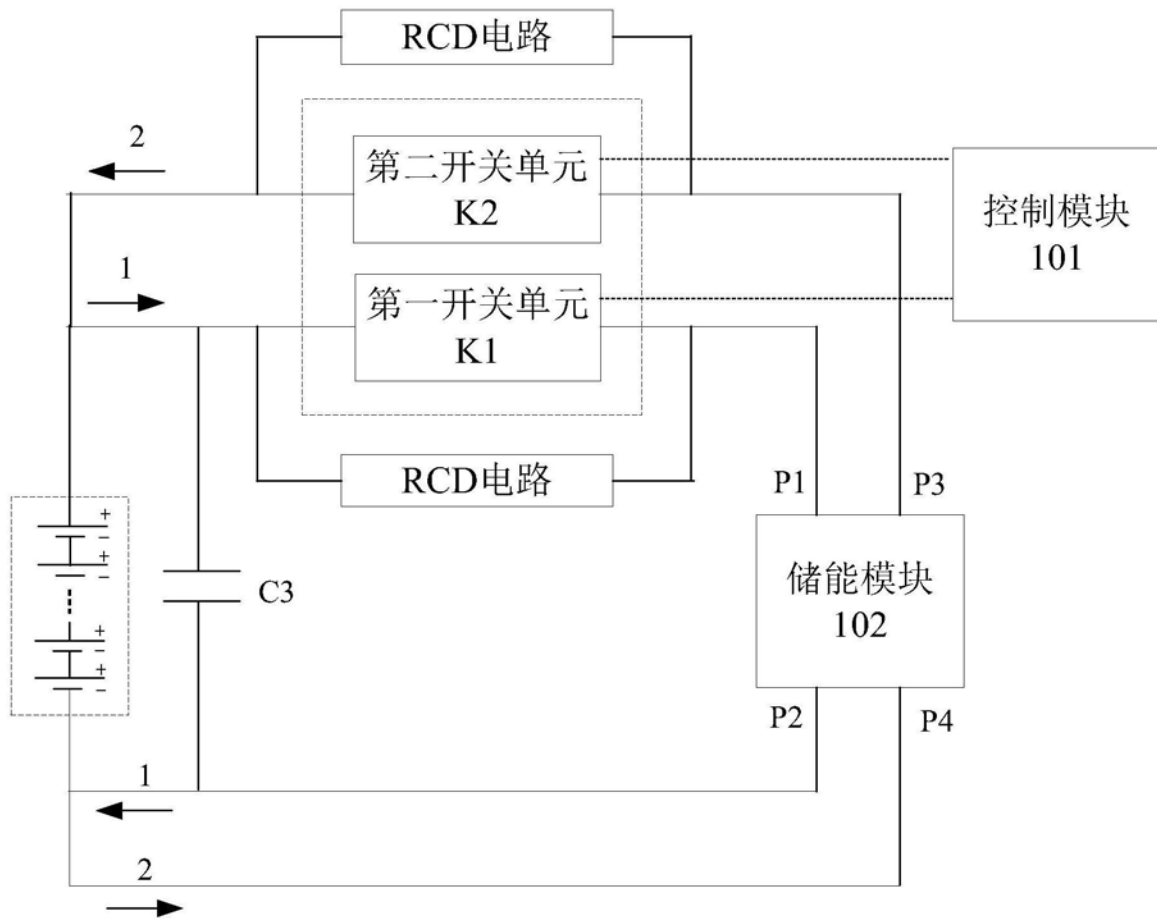 RCD电路
2
第二开关单元
K2
控制模块
101
1
第一开关单元
K1
RCD电路
P1
P3
+
−
+
−
C3
储能模块
102
+
−
+
−
P2
P4
1
2